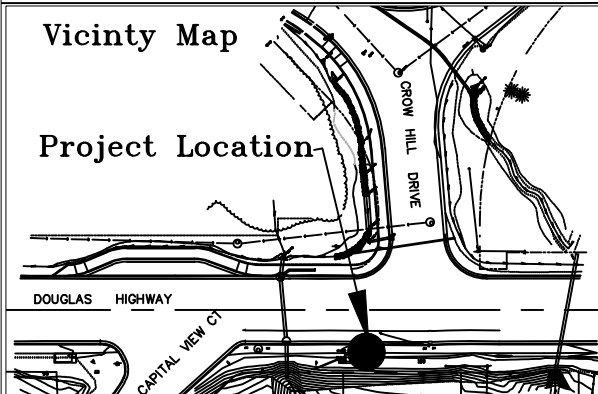 Vicinty Map
Project Location
CROW HILL DRIVE
DOUGLAS HIGHWAY
CAPITAL VIEW CT